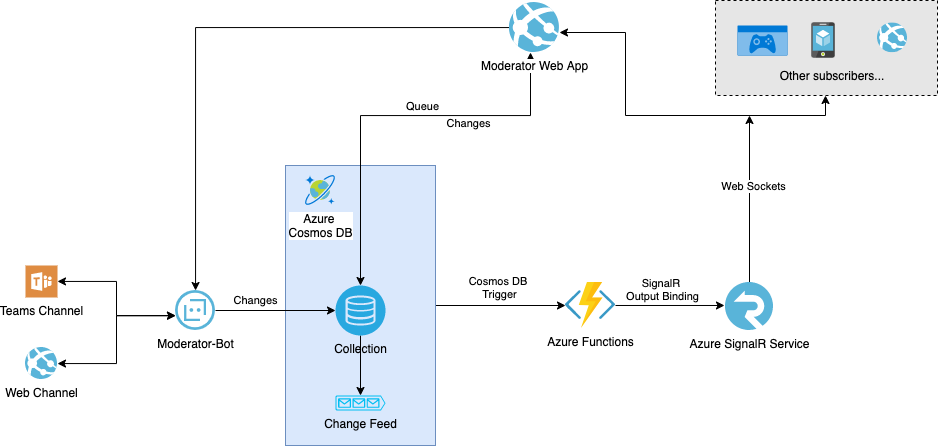 Moderator Web App
Other subscribers...
Queue
Changes
Web Sockets
Azure
Cosmos DB
Teams Channel
Changes
Cosmos DB
Trigger
SignalR
Output Binding
Moderator-Bot
Collection
Azure Functions
Azure SignalR Service
Web Channel
Change Feed